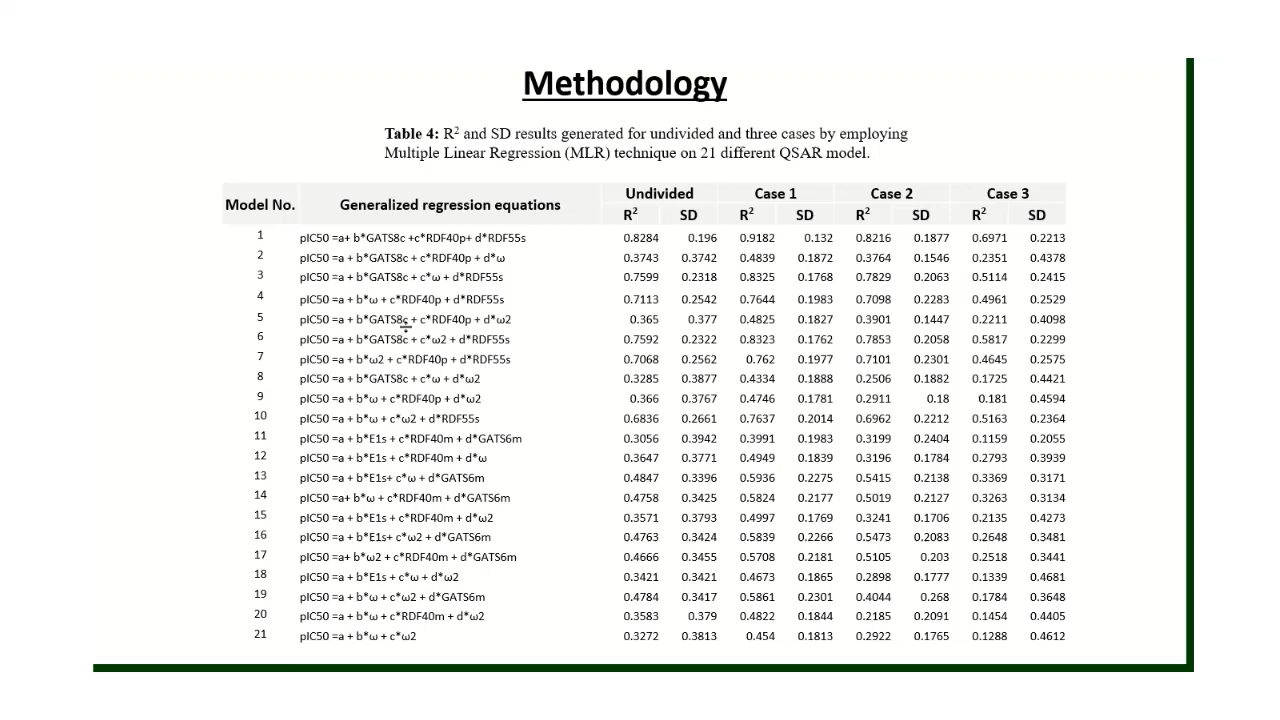 Methodology
Table 4: R2 and SD results generated for undivided and three cases by employing
Multiple Linear Regression (MLR) technique on 21 different QSAR model.
Model No. Generalized regression equations Undivided Case 1 Case 2 Case 3
R2 SD R2 SD R2 SD R2 SD
1 pIC50 =a+ b*GATS8c +c*RDF40p+ d*RDF55s 0.8284 0.196 0.9182 0.132 0.8216 0.1877 0.6971 0.2213
2 pIC50 =a + b*GATS8c + c*RDF40p + d*ω 0.3743 0.3742 0.4839 0.1872 0.3764 0.1546 0.2351 0.4378
3 pIC50 =a + b*GATS8c + c*ω + d*RDF55s 0.7599 0.2318 0.8325 0.1768 0.7829 0.2063 0.5114 0.2415
4 pIC50 =a + b*ω + c*RDF40p + d*RDF55s 0.7113 0.2542 0.7644 0.1983 0.7098 0.2283 0.4961 0.2529
5 pIC50 =a + b*GATS8c + c*RDF40p + d*ω2 0.365 0.377 0.4825 0.1827 0.3901 0.1447 0.2211 0.4098
6 pIC50 =a + b*GATS8c + c*ω2 + d*RDF55s 0.7592 0.2322 0.8323 0.1762 0.7853 0.2058 0.5817 0.2299
7 pIC50 =a + b*ω2 + c*RDF40p + d*RDF55s 0.7068 0.2562 0.762 0.1977 0.7101 0.2301 0.4645 0.2575
8 pIC50 =a + b*GATS8c + c*ω + d*ω2 0.3285 0.3877 0.4334 0.1888 0.2506 0.1882 0.1725 0.4421
9 pIC50 =a + b*ω + c*RDF40p + d*ω2 0.366 0.3767 0.4746 0.1781 0.2911 0.18 0.181 0.4594
10 pIC50 =a + b*ω + c*ω2 + d*RDF55s 0.6836 0.2661 0.7637 0.2014 0.6962 0.2212 0.5163 0.2364
11 pIC50 =a + b*E1s + c*RDF40m + d*GATS6m 0.3056 0.3942 0.3991 0.1983 0.3199 0.2404 0.1159 0.2055
12 pIC50 =a + b*E1s + c*RDF40m + d*ω 0.3647 0.3771 0.4949 0.1839 0.3196 0.1784 0.2793 0.3939
13 pIC50 =a + b*E1s+ c*ω + d*GATS6m 0.4847 0.3396 0.5936 0.2275 0.5415 0.2138 0.3369 0.3171
14 pIC50 =a+ b*ω + c*RDF40m + d*GATS6m 0.4758 0.3425 0.5824 0.2177 0.5019 0.2127 0.3263 0.3134
15 pIC50 =a + b*E1s + c*RDF40m + d*ω2 0.3571 0.3793 0.4997 0.1769 0.3241 0.1706 0.2135 0.4273
16 pIC50 =a + b*E1s+ c*ω2 + d*GATS6m 0.4763 0.3424 0.5839 0.2266 0.5473 0.2083 0.2648 0.3481
17 pIC50 =a+ b*ω2 + c*RDF40m + d*GATS6m 0.4666 0.3455 0.5708 0.2181 0.5105 0.203 0.2518 0.3441
18 pIC50 =a + b*E1s + c*ω + d*ω2 0.3421 0.3421 0.4673 0.1865 0.2898 0.1777 0.1339 0.4681
19 pIC50 =a + b*ω + c*ω2 + d*GATS6m 0.4784 0.3417 0.5861 0.2301 0.4044 0.268 0.1784 0.3648
20 pIC50 =a + b*ω + c*RDF40m + d*ω2 0.3583 0.379 0.4822 0.1844 0.2185 0.2091 0.1454 0.4405
21 pIC50 =a + b*ω + c*ω2 0.3272 0.3813 0.454 0.1813 0.2922 0.1765 0.1288 0.4612